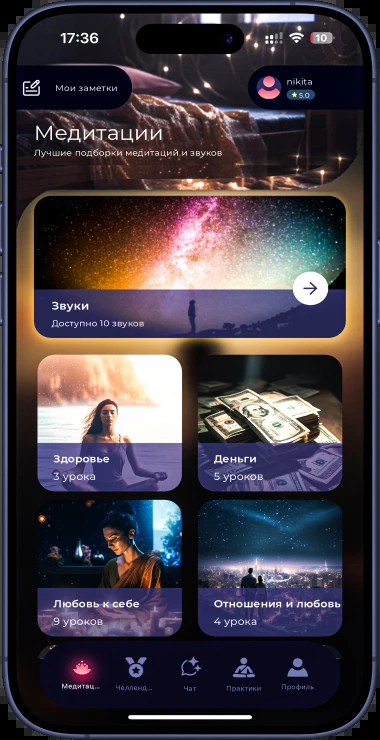 17:36
10
Мои заметки
nikita
★ 5.0
Медитации
Лучшие подборки медитаций и звуков
Звуки
Доступно 10 звуков
Здоровье
3 урока
Деньги
5 уроков
Любовь к себе
9 уроков
Отношения и любовь
4 урока
Медитац...
Челленд...
Чат
Практики
Профиль